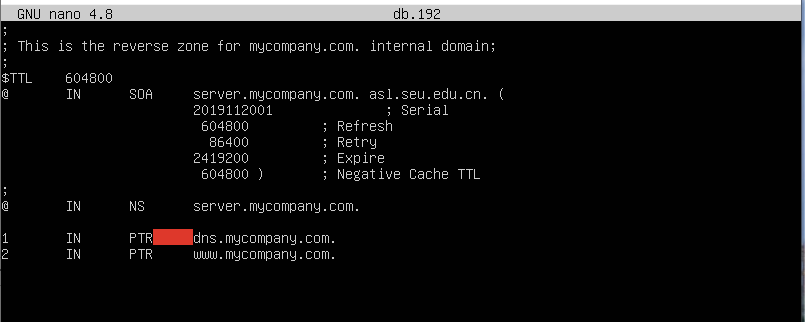 GNU nano 4.8 db.192
;
; This is the reverse zone for mycompany.com. internal domain;
;
$TTL 604800
@ IN SOA server.mycompany.com. asl.seu.edu.cn. (
2019112001 ; Serial
604800 ; Refresh
86400 ; Retry
2419200 ; Expire
604800 ) ; Negative Cache TTL
;
@ IN NS server.mycompany.com.
1 IN PTR dns.mycompany.com.
2 IN PTR www.mycompany.com.